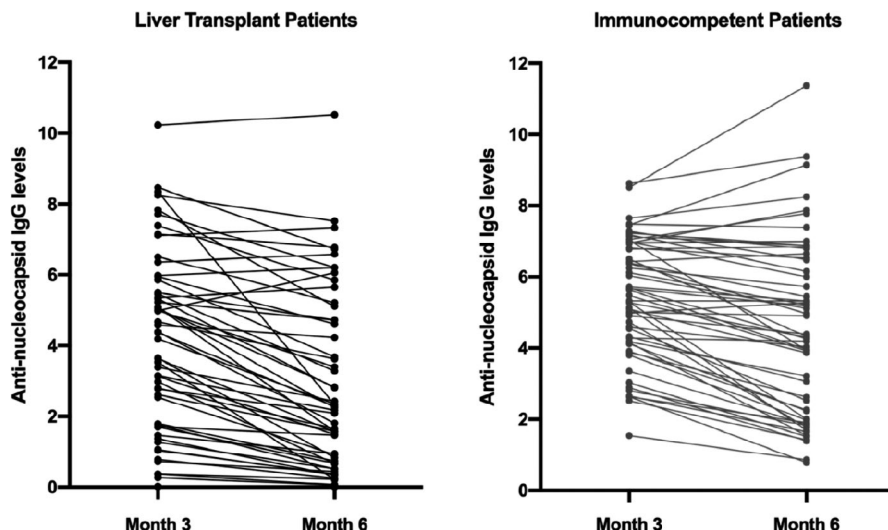 Liver Transplant Patients
Anti-nucleocapsid IgG levels
12
10
8
6
4
2
0
Month 3 Month 6
Immunocompetent Patients
Anti-nucleocapsid IgG levels
12
10
8
6
4
2
0
Month 3 Month 6